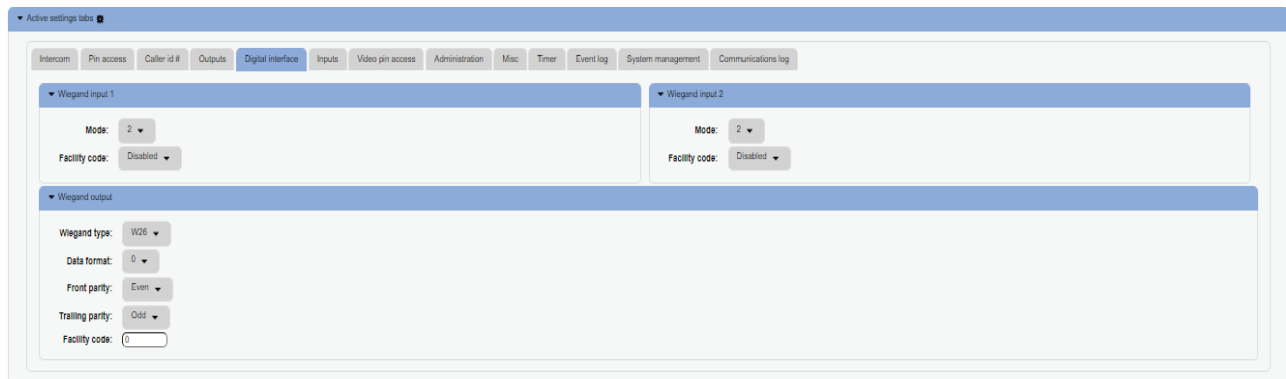 Active settings tabs
Intercom Pin access Caller id # Outputs Digital interface Inputs Video pin access Administration Misc Timer Event log System management Communications log
Wiegand input 1
Mode: 2
Facility code: Disabled
Wiegand input 2
Mode: 2
Facility code: Disabled
Wiegand output
Wiegand type: W26
Data format: 0
Front parity: Even
Trailing parity: Odd
Facility code: 0